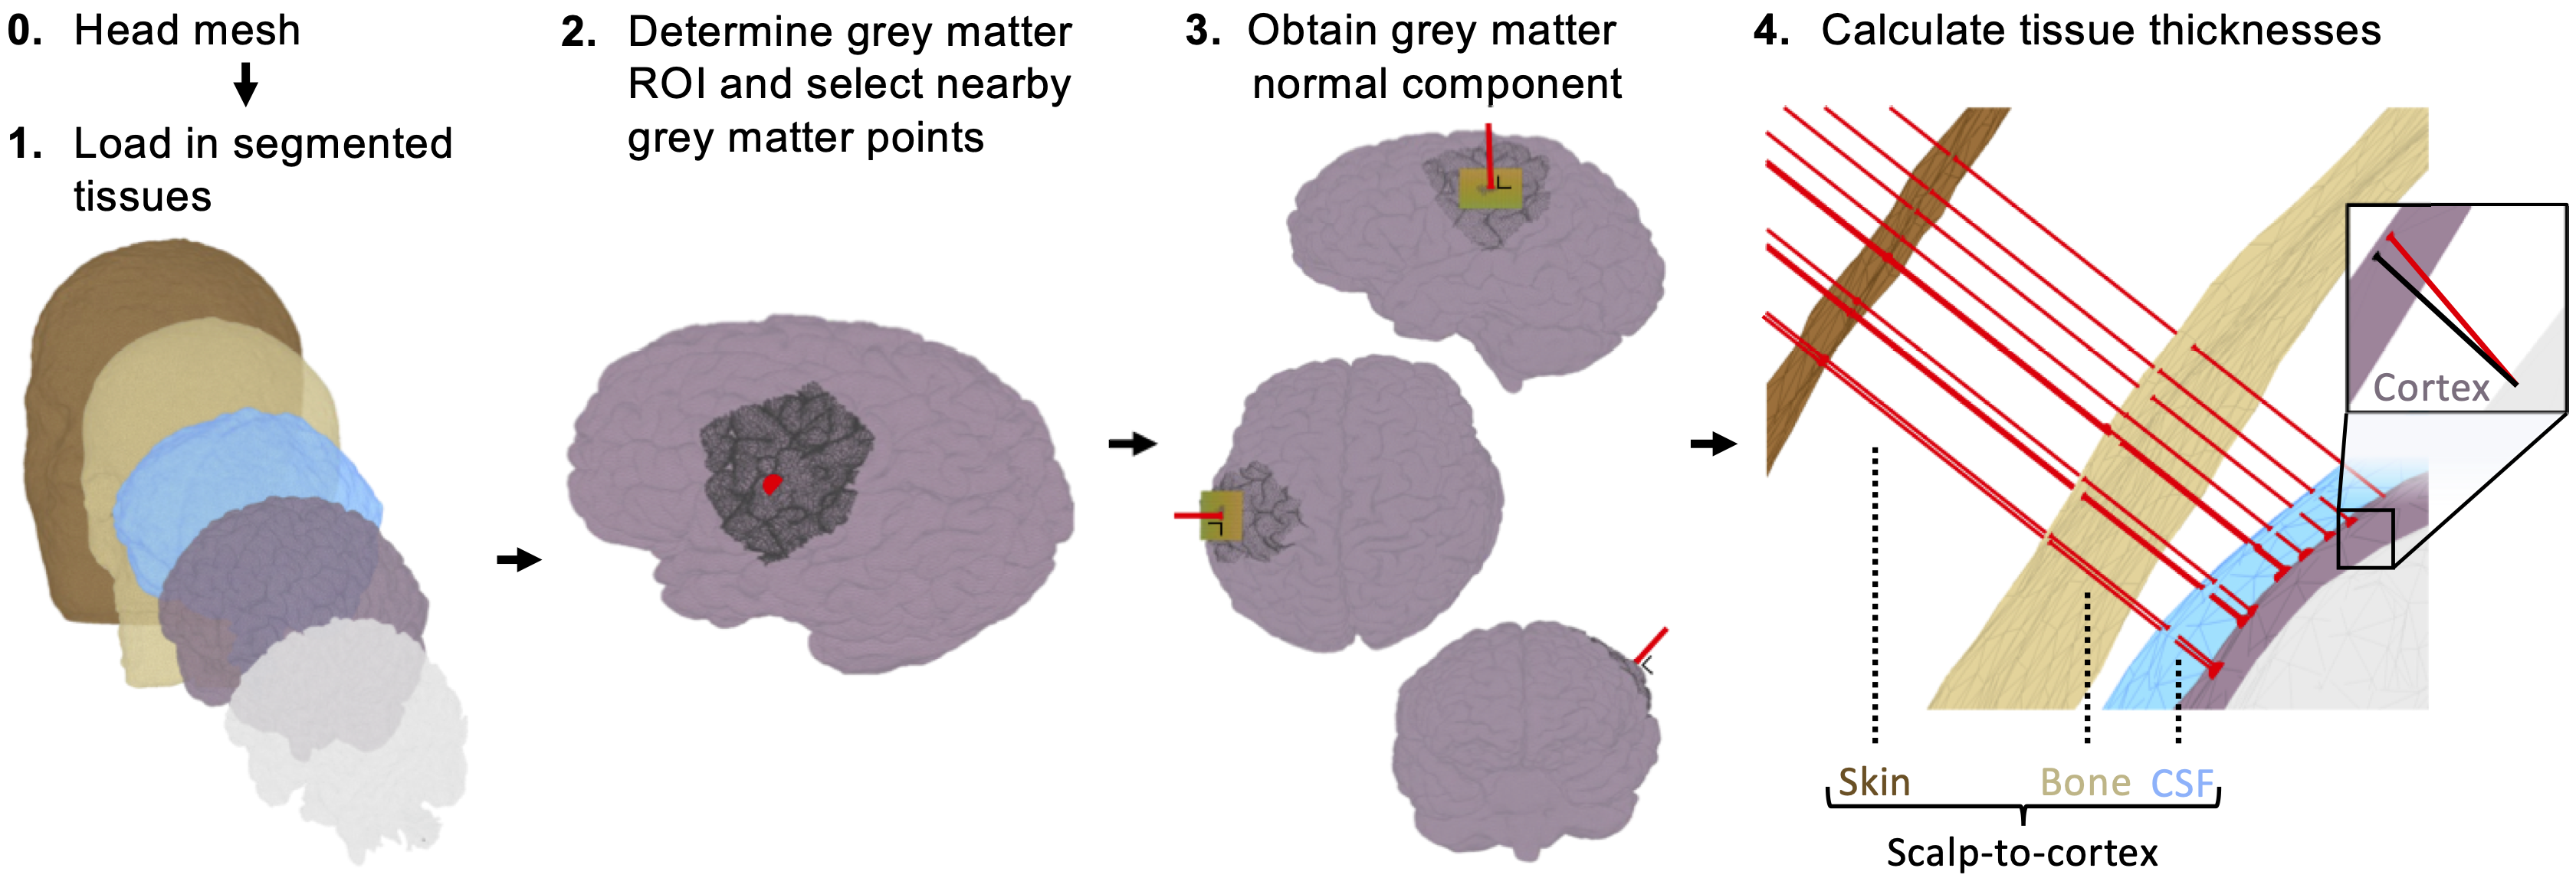 0. Head mesh
1. Load in segmented
tissues
2. Determine grey matter
ROI and select nearby
grey matter points
3. Obtain grey matter
normal component
4. Calculate tissue thicknesses
Cortex
Skin Bone CSF
Scalp-to-cortex